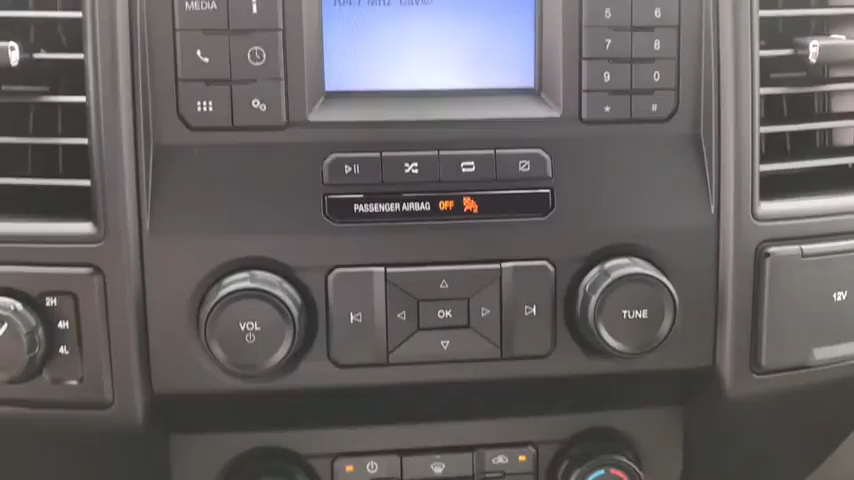 MEDIA
i
5 6
7 8
9 0
* #
PASSENGER AIRBAG OFF
2H
4H
4L
VOL
OK
TUNE
12V